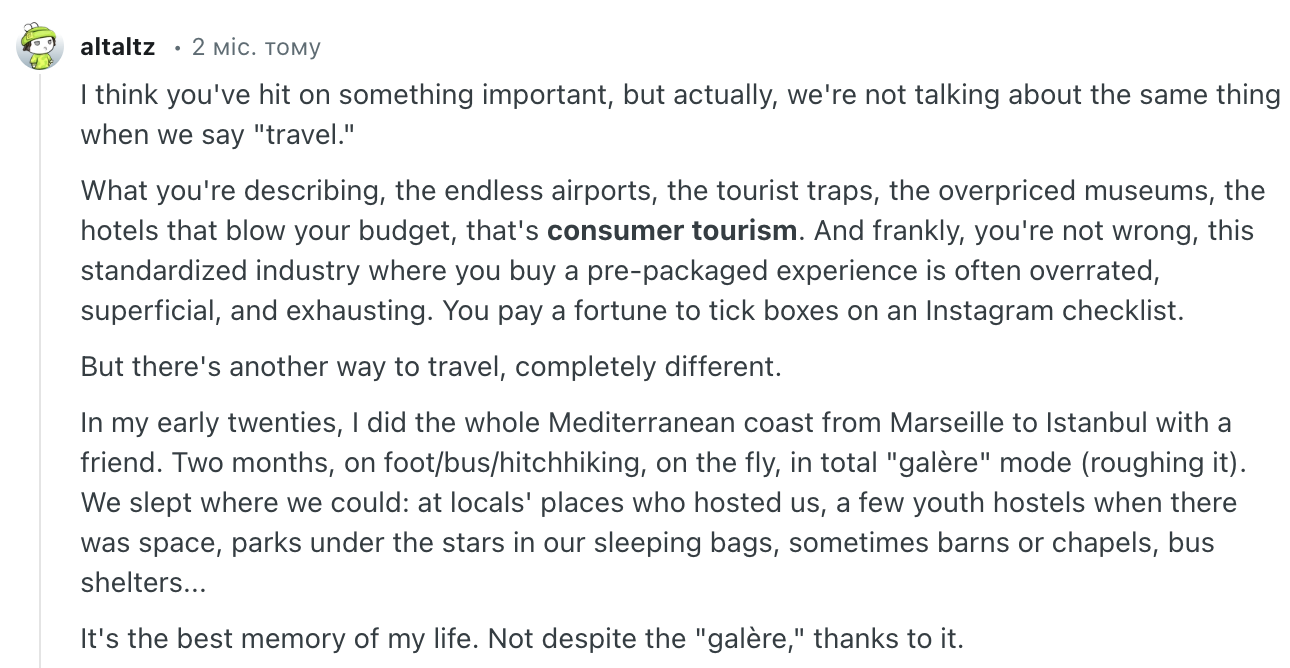 altaltz • 2 міс. тому
I think you've hit on something important, but actually, we're not talking about the same thing
when we say "travel."
What you're describing, the endless airports, the tourist traps, the overpriced museums, the
hotels that blow your budget, that's consumer tourism. And frankly, you're not wrong, this
standardized industry where you buy a pre-packaged experience is often overrated,
superficial, and exhausting. You pay a fortune to tick boxes on an Instagram checklist.
But there's another way to travel, completely different.
In my early twenties, I did the whole Mediterranean coast from Marseille to Istanbul with a
friend. Two months, on foot/bus/hitchhiking, on the fly, in total "galère" mode (roughing it).
We slept where we could: at locals' places who hosted us, a few youth hostels when there
was space, parks under the stars in our sleeping bags, sometimes barns or chapels, bus
shelters...
It's the best memory of my life. Not despite the "galère," thanks to it.